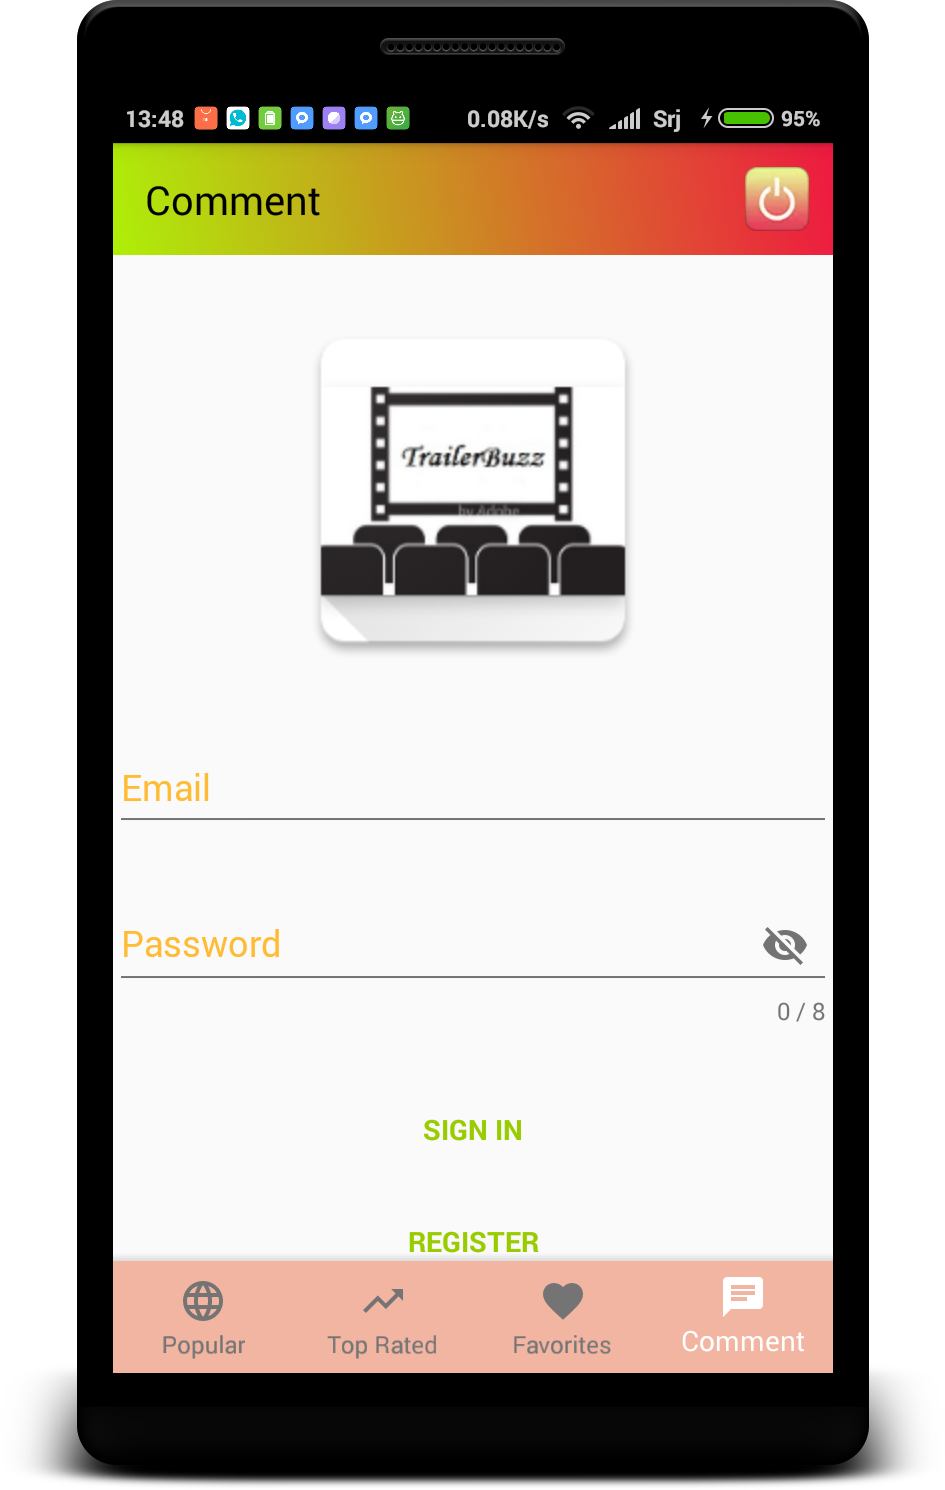 13:48 0.08K/s Srj 95%
Comment
TrailerBuzz
by Adobe
Email
Password
0 / 8
SIGN IN
REGISTER
Popular Top Rated Favorites Comment